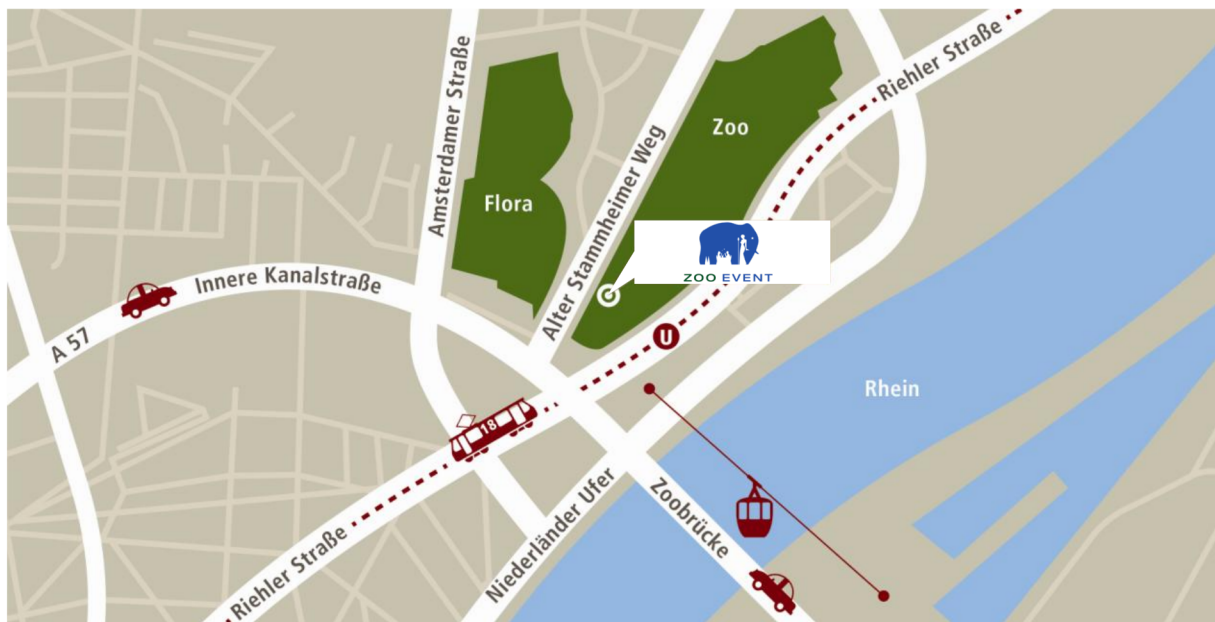 Amsterdamer Straße
Riehler Straße
Zoo
Flora
Alter Stammheimer Weg
ZOO EVENT
Innere Kanalstraße
A 57
U
Rhein
18
Niederländer Ufer
Zoobrücke
Riehler Straße